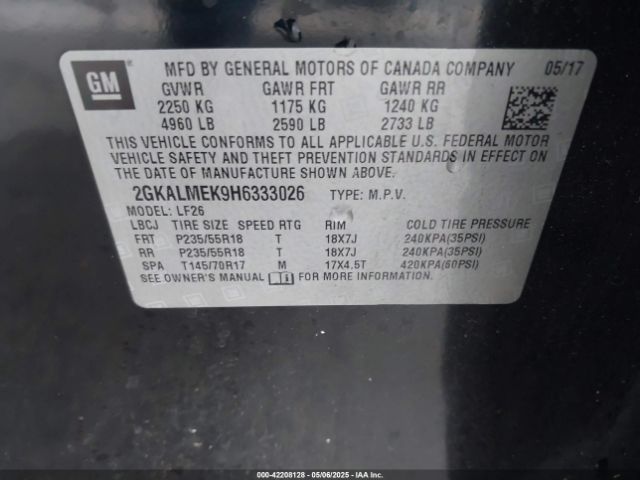 GM
MFD BY GENERAL MOTORS OF CANADA COMPANY 05/17
GVWR GAWR FRT GAWR RR
2250 KG 1175 KG 1240 KG
4960 LB 2590 LB 2733 LB
THIS VEHICLE CONFORMS TO ALL APPLICABLE U.S. FEDERAL MOTOR
VEHICLE SAFETY AND THEFT PREVENTION STANDARDS IN EFFECT ON
THE DATE OF MANUFACTURE SHOWN ABOVE.
2GKALMEK9H6333026 TYPE: M.P.V.
MODEL: LF26
LBCJ TIRE SIZE SPEED RTG RIM COLD TIRE PRESSURE
FRT P235/55R18 T 18X7J 240KPA(35PSI)
RR P235/55R18 T 18X7J 240KPA(35PSI)
SPA T145/70R17 M 17X4.5T 420KPA(60PSI)
SEE OWNER'S MANUAL FOR MORE INFORMATION.
000-42208128 - 05/06/2025 - IAAI.COM